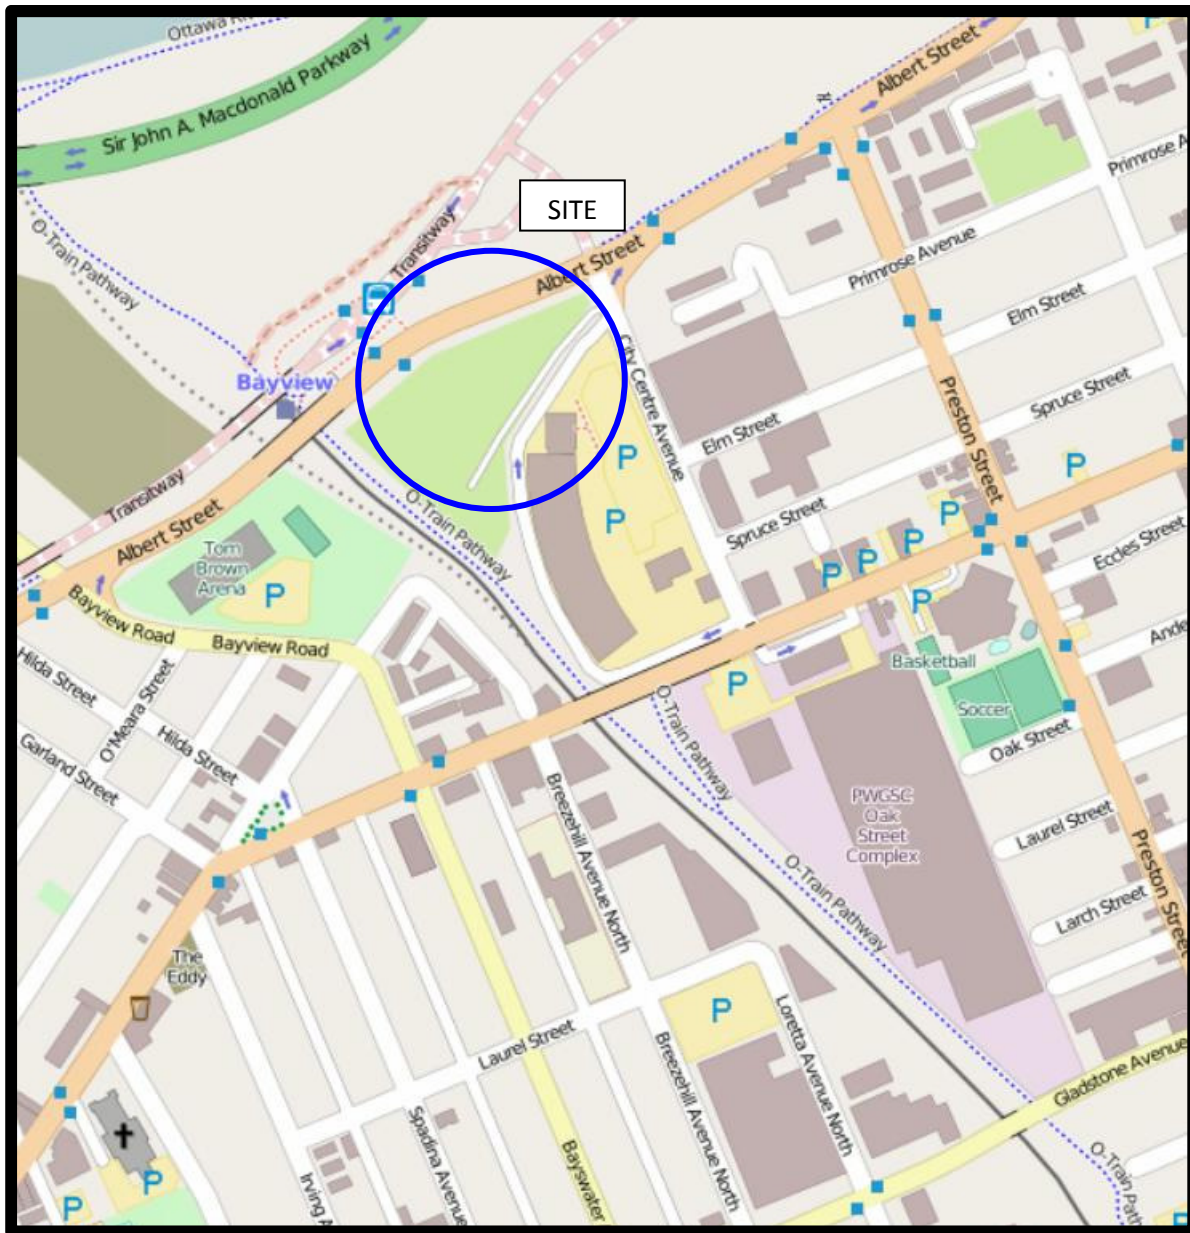 Ottawa
Albert Street
P
Sir John A. Macdonald Parkway
Albert Street
Primrose
SITE
O-Train Pathway
Transitway
Albert Street
Primrose Avenue
Elm Street
City Centre Avenue
Bayview
Preston Street
Spruce Street
Elm Street
P
P
Transitway
O-Train Pathway
P
P
Spruce Street
P
P
Eccles Street
Albert Street
Tom
Brown
Arena
P
P
Bayview Road
Bayview Road
Hilda Street
O'Meara Street
Basketball
P
O-Train Pathway
Soccer
Oak Street
Hilda Street
Garland Street
PWGSC
Oak
Street
Complex
Breezehill Avenue North
Laurel Street
Preston Street
O-Train Pathway
Larch Street
The
Eddy
P
Loretta Avenue North
Laurel Street
Breezehill Avenue North
Gladstone Avenue
Spadina Avenue
Bayswater
Irving
O-Train
P
P
P